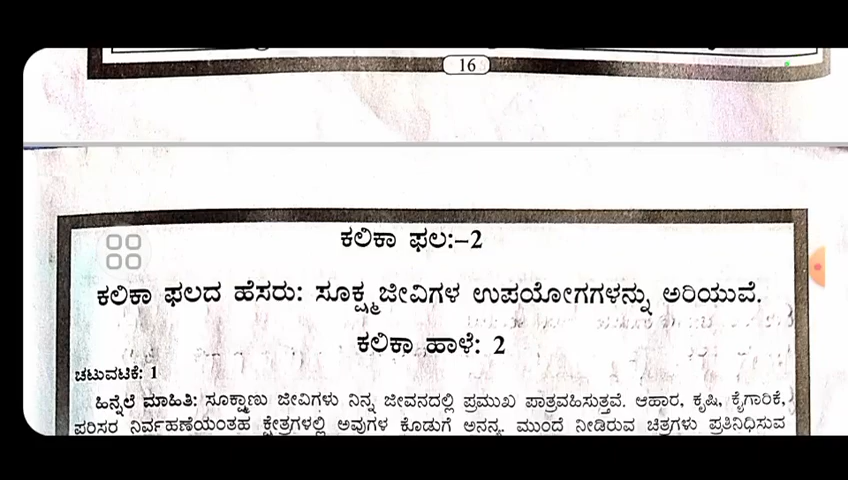 16
ಕಲಿಕಾ ಫಲ:-2
ಕಲಿಕಾ ಫಲದ ಹೆಸರು: ಸೂಕ್ಷ್ಮಜೀವಿಗಳ ಉಪಯೋಗಗಳನ್ನು ಅರಿಯುವೆ.
ಕಲಿಕಾ ಹಾಳೆ: 2
ಚಟುವಟಿಕೆ: 1
ಹಿನ್ನೆಲೆ ಮಾಹಿತಿ: ಸೂಕ್ಷ್ಮಾಣು ಜೀವಿಗಳು ನಿನ್ನ ಜೀವನದಲ್ಲಿ ಪ್ರಮುಖ ಪಾತ್ರವಹಿಸುತ್ತವೆ. ಆಹಾರ, ಕೃಷಿ, ಕೈಗಾರಿಕೆ,
ಪರಿಸರ ನಿರ್ವಹಣೆಯಂತಹ ಕ್ಷೇತ್ರಗಳಲ್ಲಿ ಅವುಗಳ ಕೊಡುಗೆ ಅನನ್ಯ. ಮುಂದೆ ನೀಡಿರುವ ಚಿತ್ರಗಳು ಪ್ರತಿನಿಧಿಸುವ